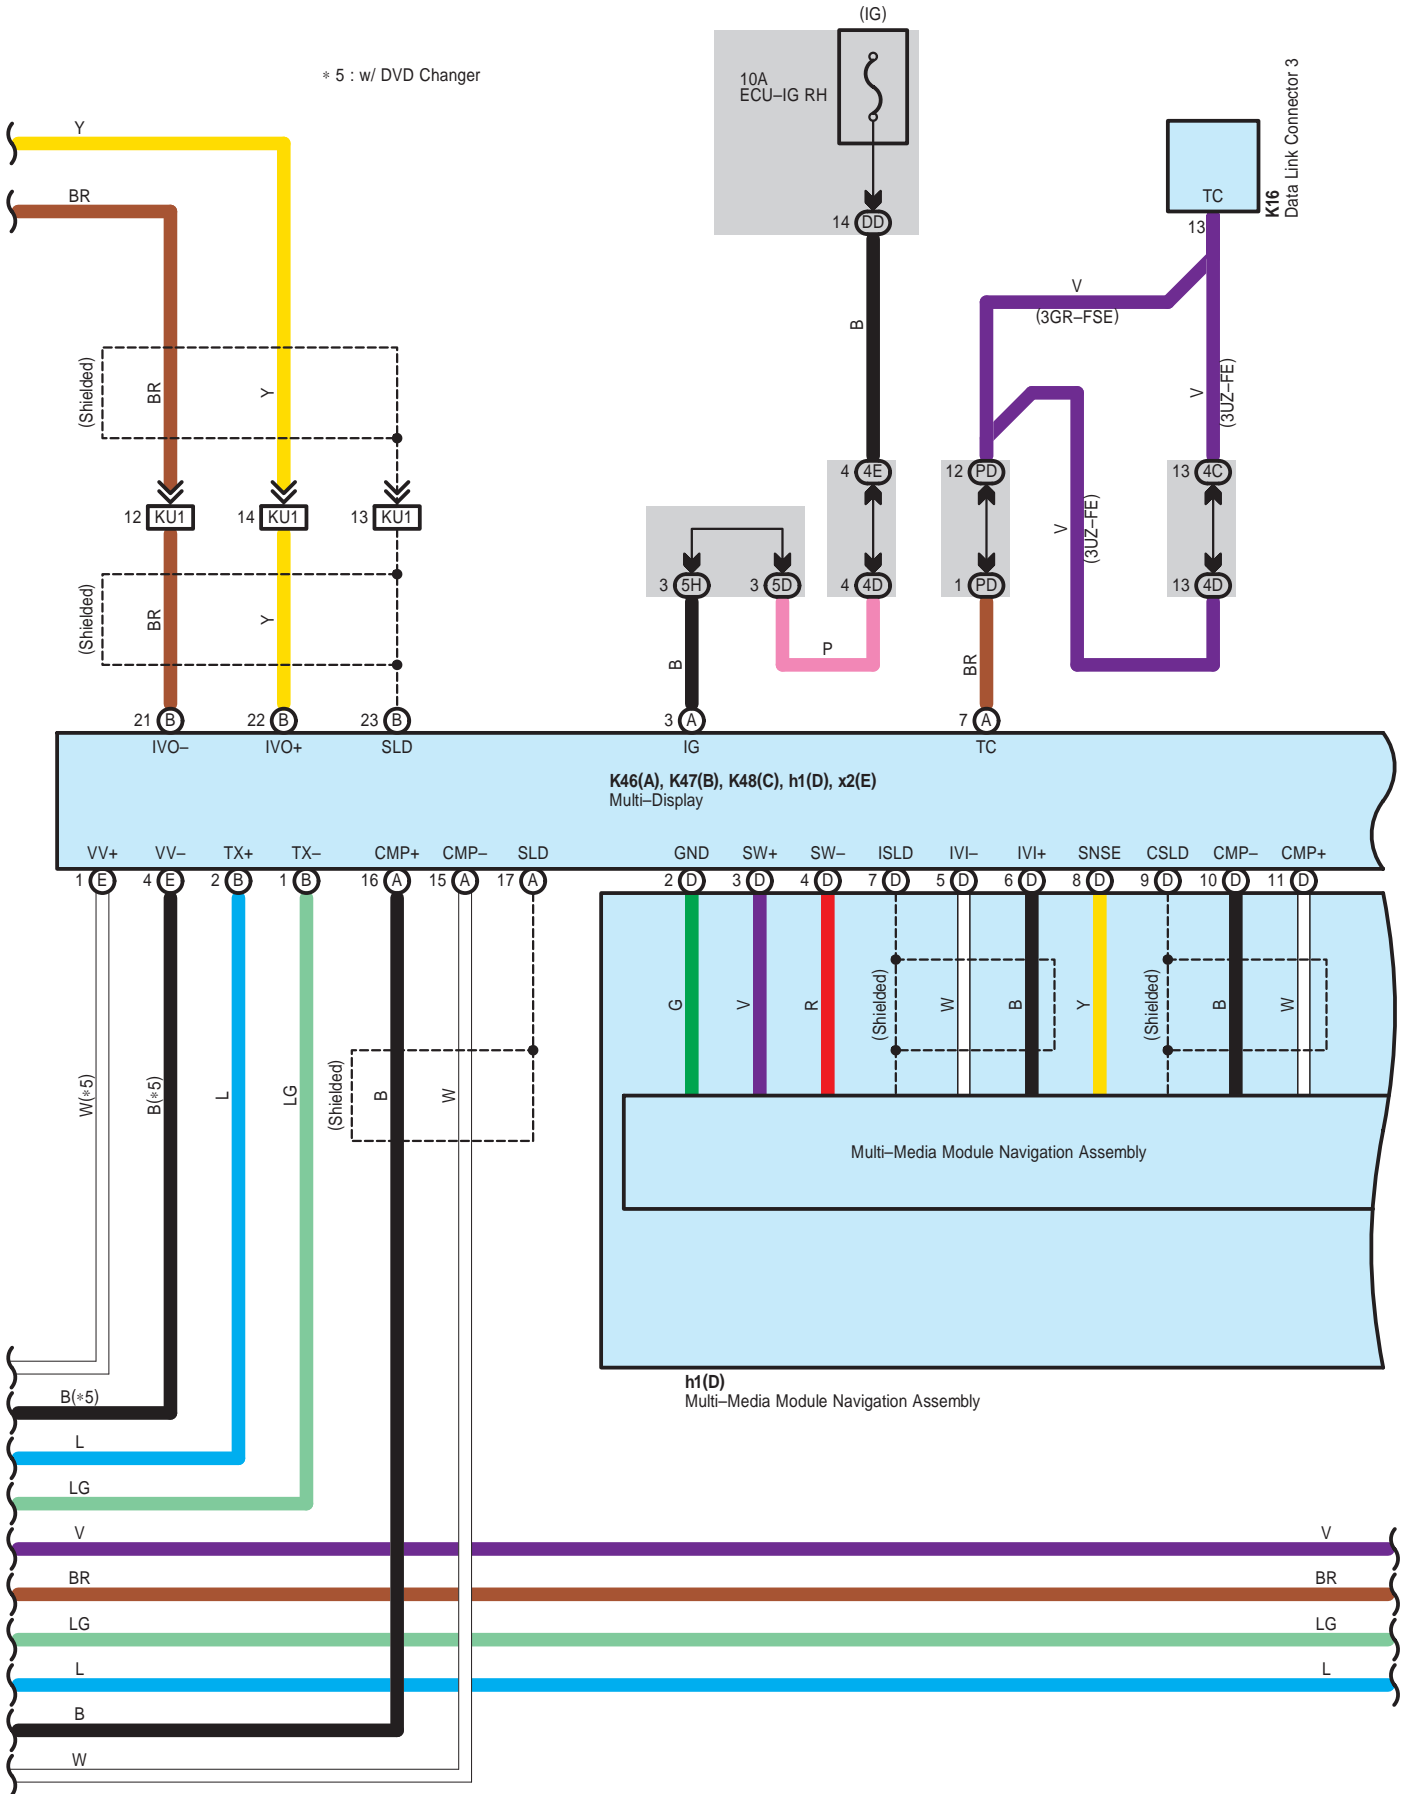 (IG)
* 5 : w/ DVD Changer
10A
ECU–IG RH
14 DD
TC
13
K16
Data Link Connector 3
Y
BR
V
(3GR–FSE)
B
V
(3UZ–FE)
(Shielded)
BR
Y
4 4E
12 PD
13 4C
12 KU1
14 KU1
13 KU1
V
(3UZ–FE)
3 5H
3 5D
4 4D
1 PD
13 4D
(Shielded)
BR
Y
B
P
BR
21 B
22 B
23 B
3 A
7 A
IVO–
IVO+
SLD
IG
TC
K46(A), K47(B), K48(C), h1(D), x2(E)
Multi–Display
VV+
VV–
TX+
TX–
CMP+
CMP–
SLD
GND
SW+
SW–
ISLD
IVI–
IVI+
SNSE
CSLD
CMP–
CMP+
1 E
4 E
2 B
1 B
16 A
15 A
17 A
2 D
3 D
4 D
7 D
5 D
6 D
8 D
9 D
10 D
11 D
G
V
R
(Shielded)
W
B
Y
(Shielded)
B
W
W(*5)
B(*5)
L
LG
(Shielded)
B
W
Multi–Media Module Navigation Assembly
h1(D)
Multi–Media Module Navigation Assembly
B(*5)
L
LG
V
V
BR
BR
LG
LG
L
L
B
W